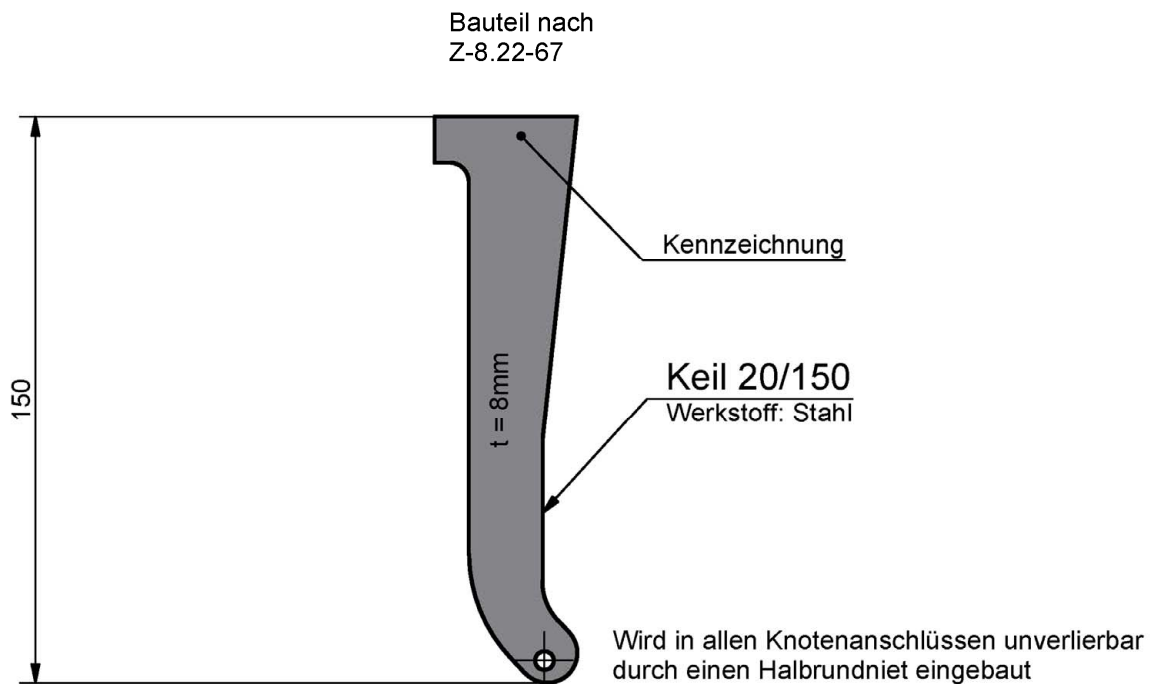 Bauteil nach
Z-8.22-67
Kennzeichnung
150
t = 8mm
Keil 20/150
Werkstoff: Stahl
Wird in allen Knotenanschlüssen unverlierbar
durch einen Halbrundniet eingebaut